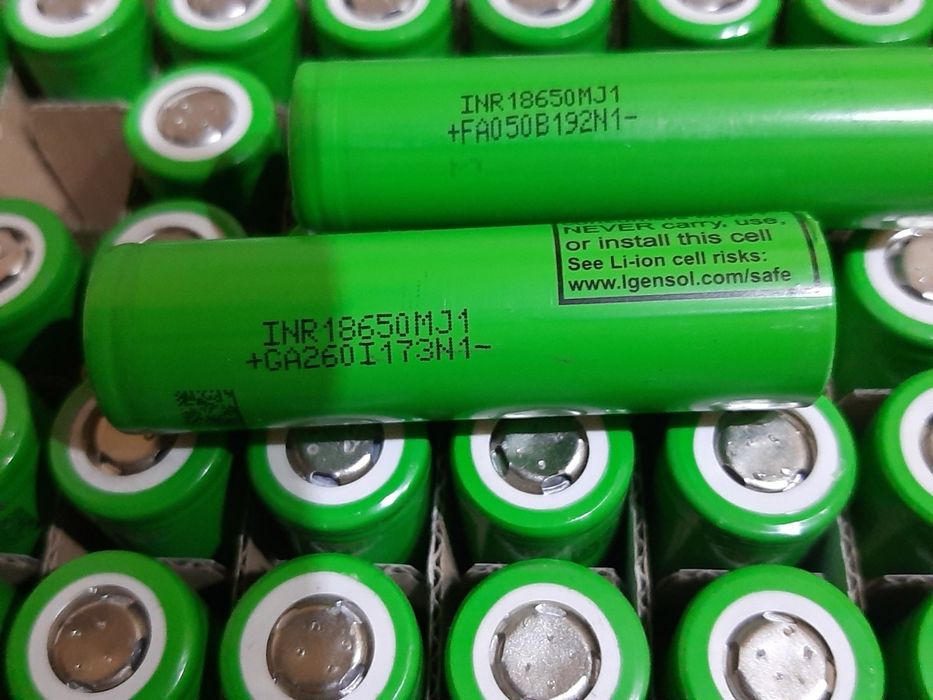 INR18650MJ1
+FA050B192N1-
NEVER carry, use,
or install this cell
See Li-ion cell risks:
www.lgensol.com/safe
INR18650MJ1
+GA260I173N1-